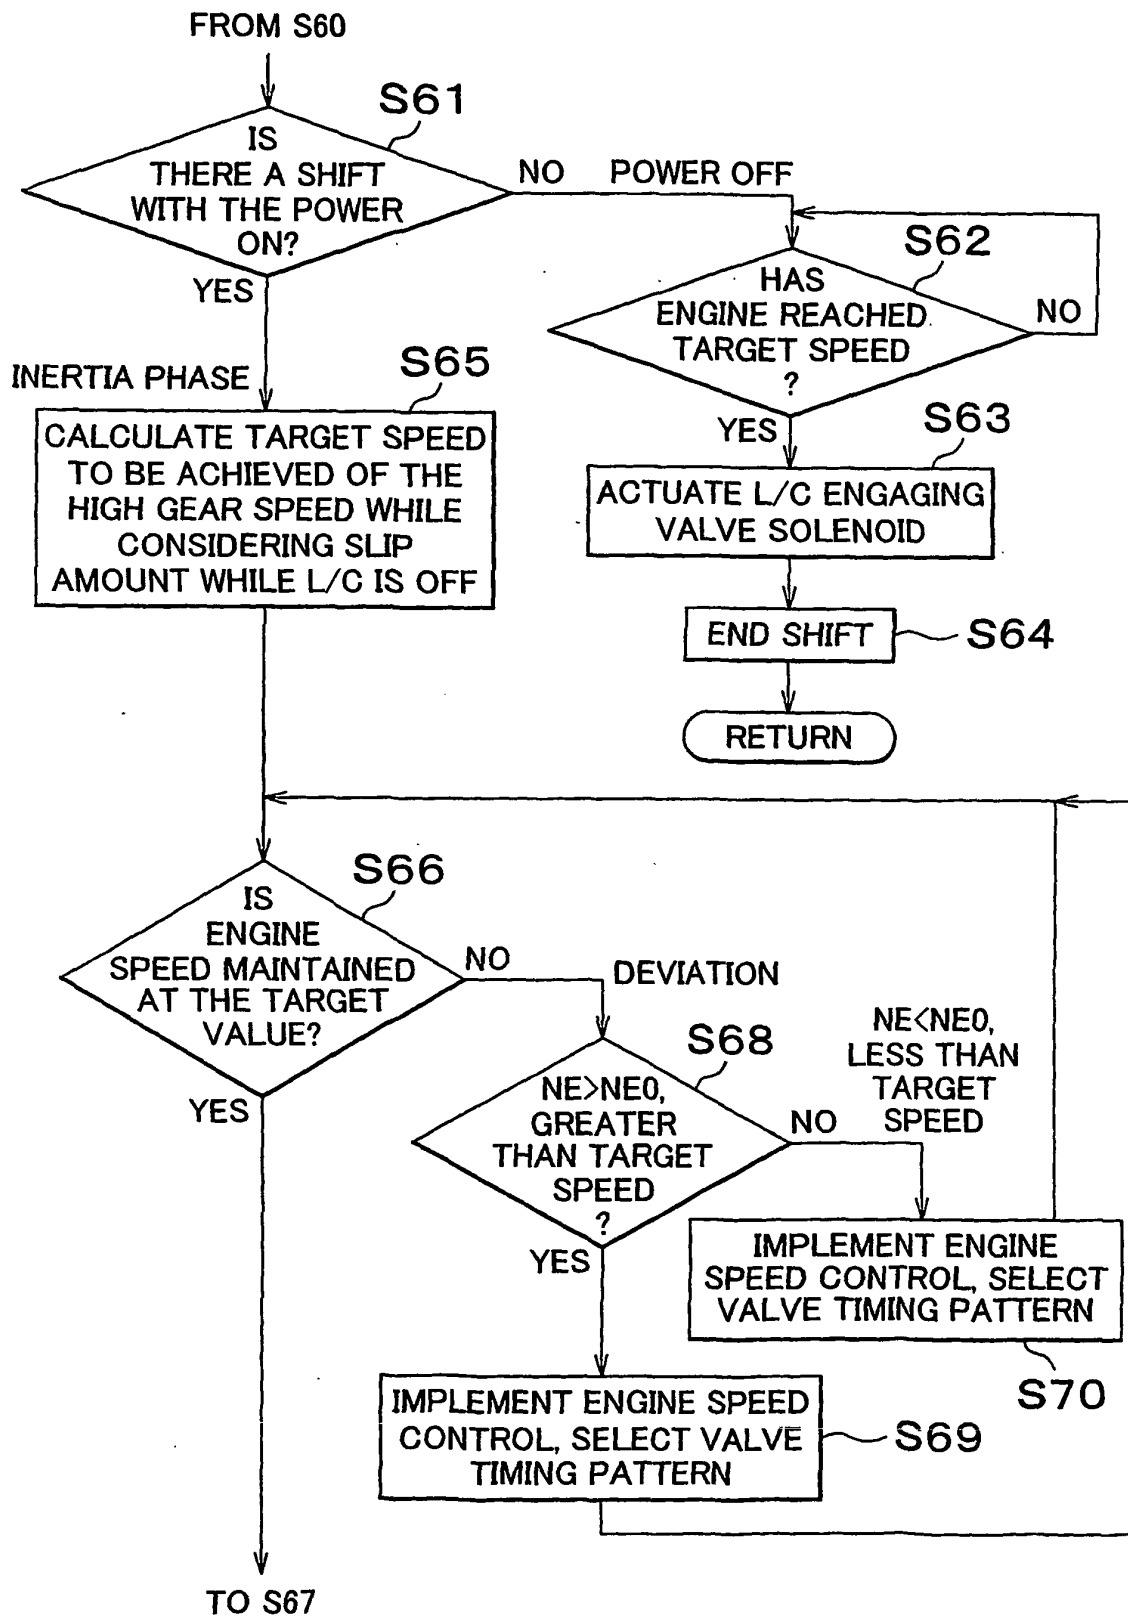 FROM S60
S61
IS
THERE A SHIFT
WITH THE POWER
ON?
NO POWER OFF
YES
S62
HAS
ENGINE REACHED
TARGET SPEED
?
NO
YES
S63
ACTUATE L/C ENGAGING
VALVE SOLENOID
END SHIFT
S64
RETURN
INERTIA PHASE
S65
CALCULATE TARGET SPEED
TO BE ACHIEVED OF THE
HIGH GEAR SPEED WHILE
CONSIDERING SLIP
AMOUNT WHILE L/C IS OFF
S66
IS
ENGINE
SPEED MAINTAINED
AT THE TARGET
VALUE?
NO
DEVIATION
YES
S68
NE>NE0,
GREATER
THAN TARGET
SPEED
?
NO
NE<NE0,
LESS THAN
TARGET
SPEED
YES
IMPLEMENT ENGINE
SPEED CONTROL, SELECT
VALVE TIMING PATTERN
S70
IMPLEMENT ENGINE SPEED
CONTROL, SELECT VALVE
TIMING PATTERN
S69
TO S67